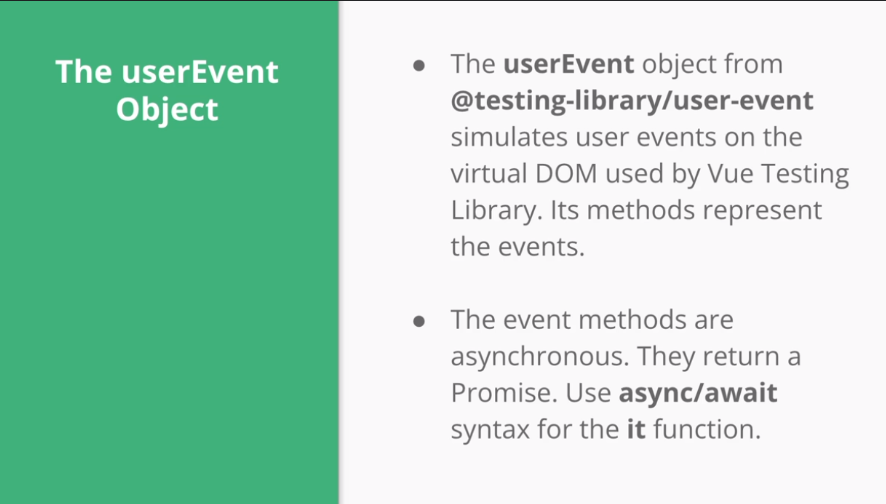 The userEvent
Object
● The userEvent object from
@testing-library/user-event
simulates user events on the
virtual DOM used by Vue Testing
Library. Its methods represent
the events.
● The event methods are
asynchronous. They return a
Promise. Use async/await
syntax for the it function.